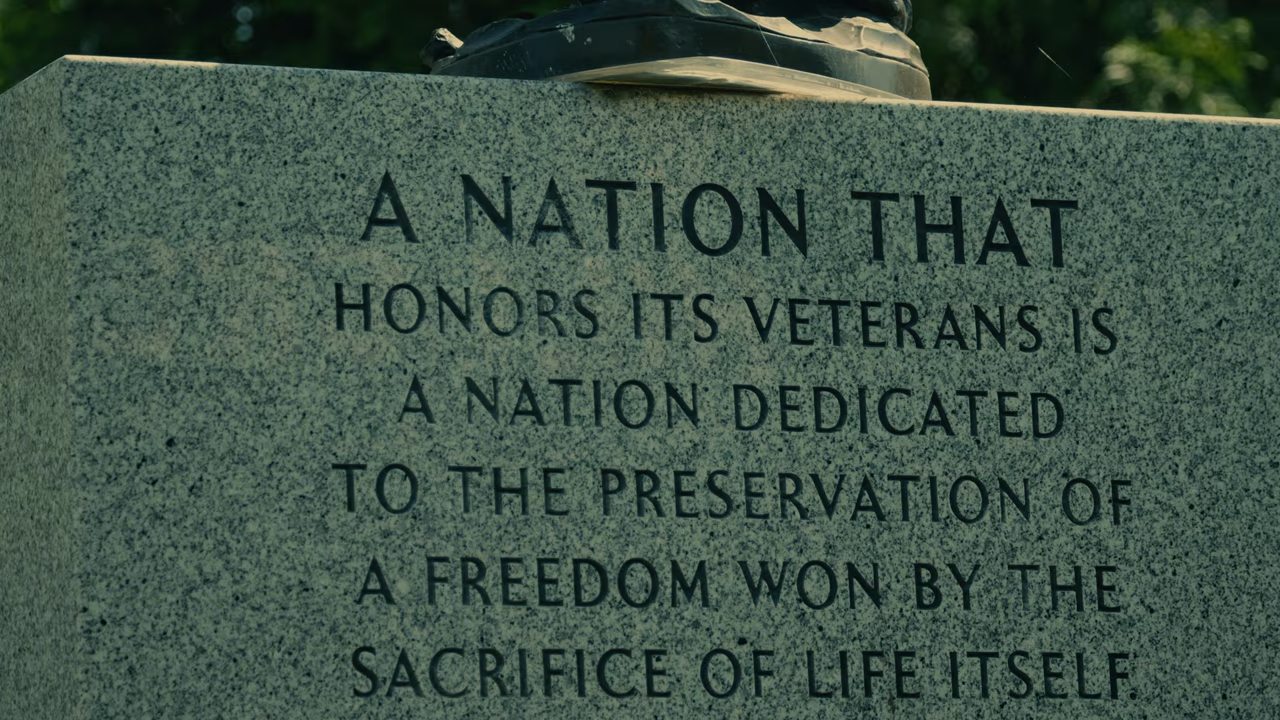 A NATION THAT
HONORS ITS VETERANS IS
A NATION DEDICATED
TO THE PRESERVATION OF
A FREEDOM WON BY THE
SACRIFICE OF LIFE ITSELF.